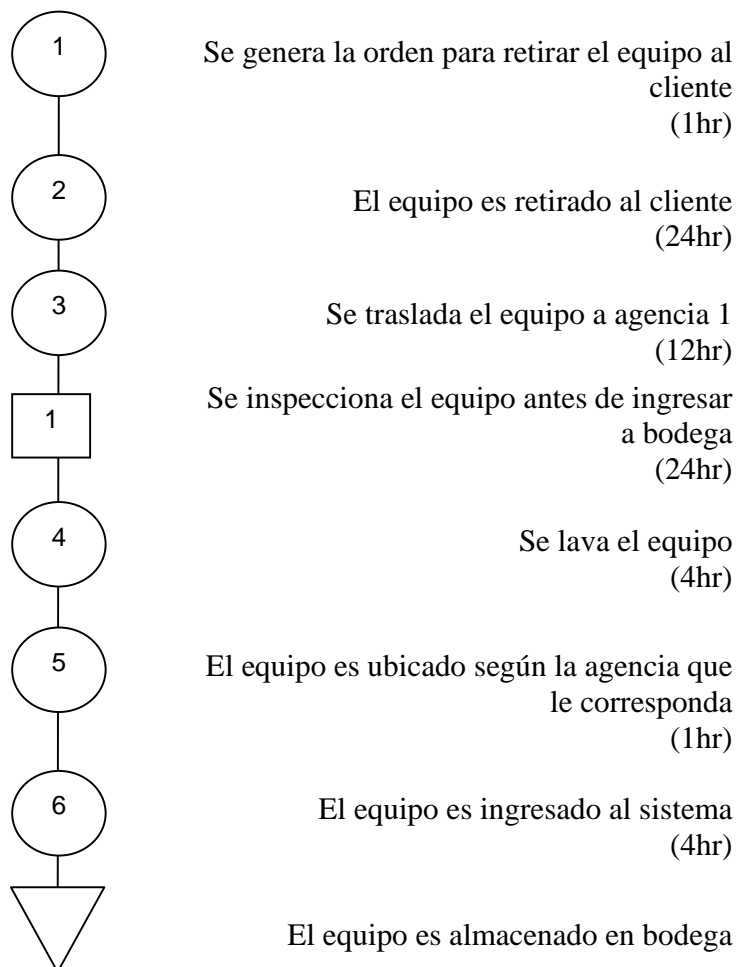 1
Se genera la orden para retirar el equipo al
cliente
(1hr)
2
El equipo es retirado al cliente
(24hr)
3
Se traslada el equipo a agencia 1
(12hr)
1
Se inspecciona el equipo antes de ingresar
a bodega
(24hr)
4
Se lava el equipo
(4hr)
5
El equipo es ubicado según la agencia que
le corresponda
(1hr)
6
El equipo es ingresado al sistema
(4hr)
El equipo es almacenado en bodega